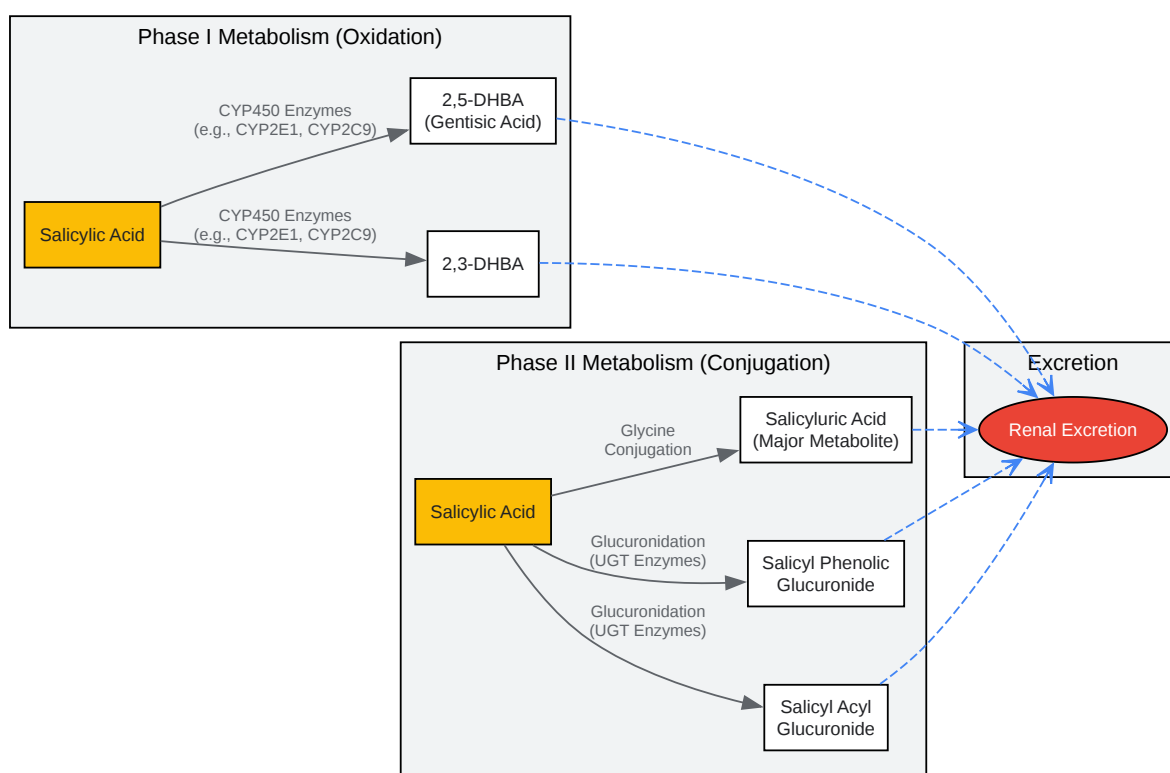 Phase I Metabolism (Oxidation)
CYP450 Enzymes
(e.g., CYP2E1, CYP2C9)
2,5-DHBA
(Gentisic Acid)
Salicylic Acid
CYP450 Enzymes
(e.g., CYP2E1, CYP2C9)
2,3-DHBA
Phase II Metabolism (Conjugation)
Glycine
Conjugation
Salicyluric Acid
(Major Metabolite)
Salicylic Acid
Glucuronidation
(UGT Enzymes)
Salicyl Phenolic
Glucuronide
Glucuronidation
(UGT Enzymes)
Salicyl Acyl
Glucuronide
Excretion
Renal Excretion